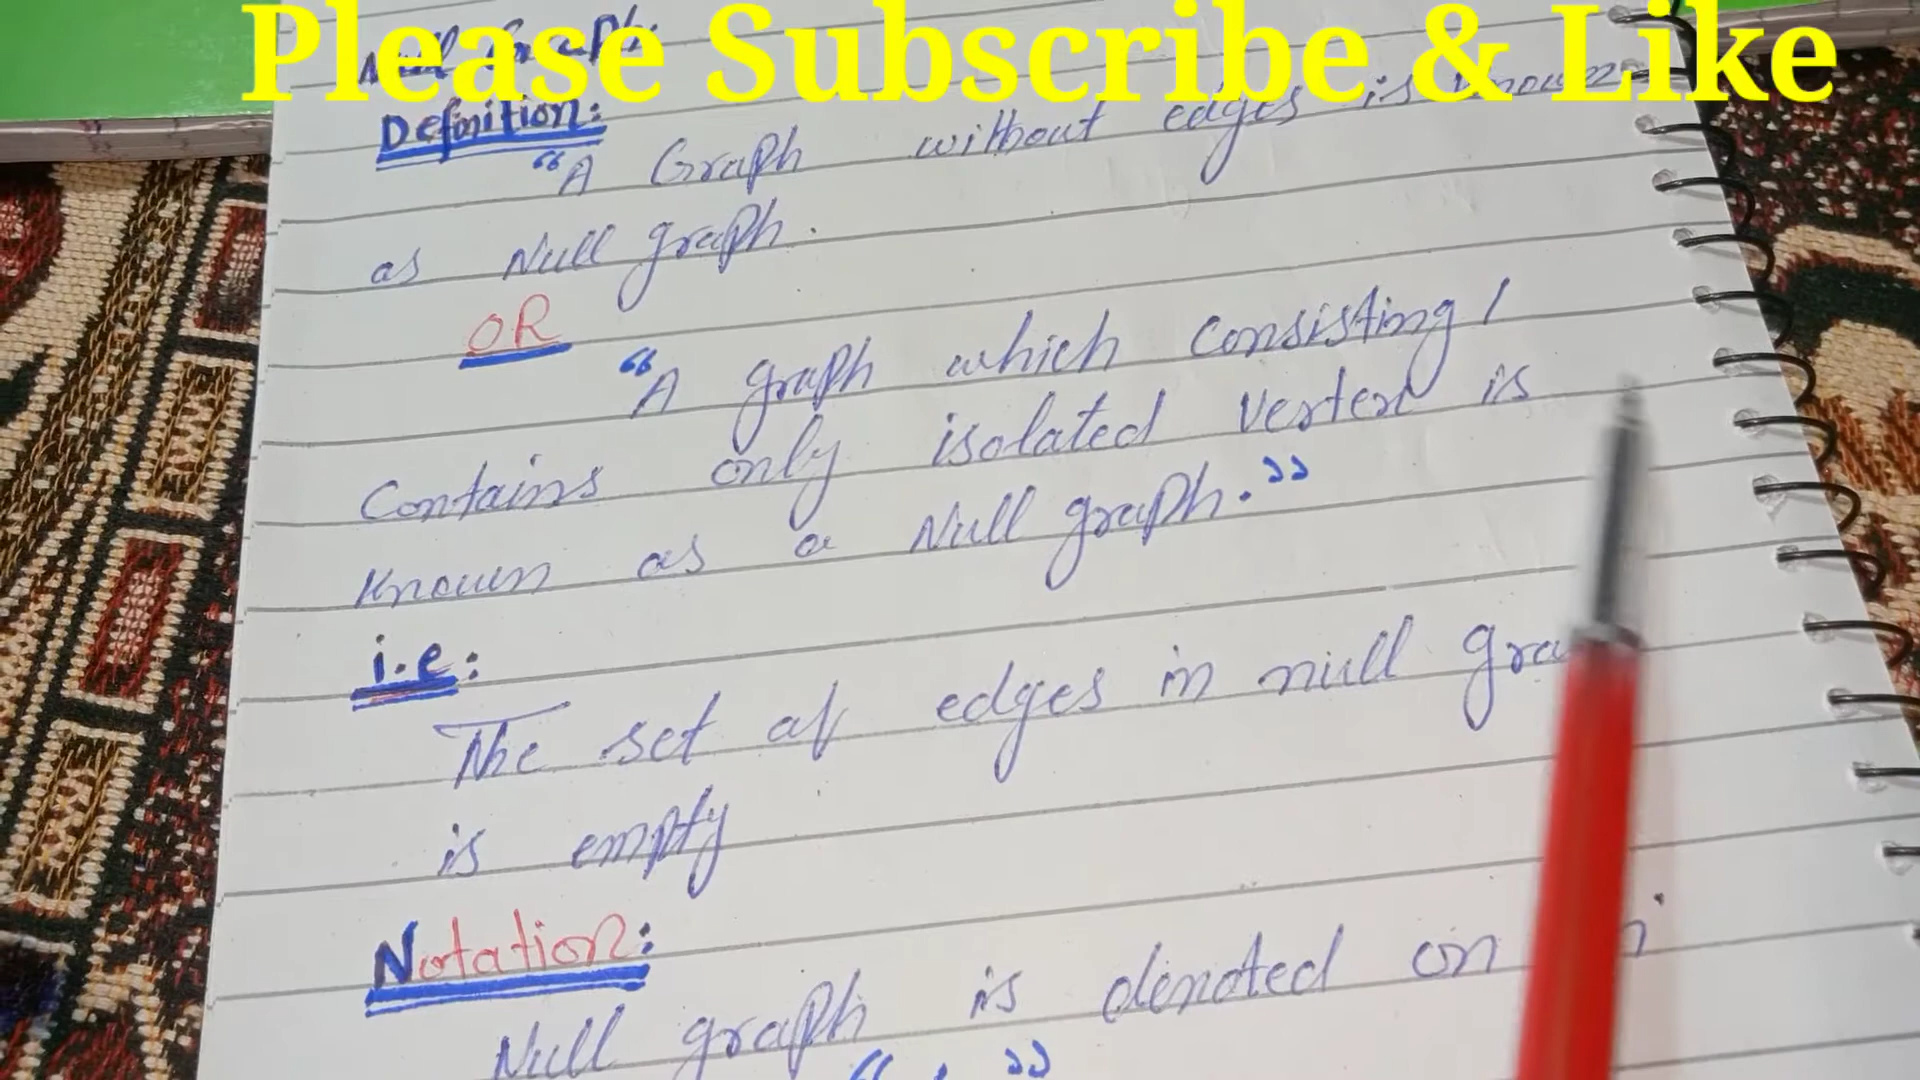 Please Subscribe & Like
Null Graph.
Definition:
“A Graph without edges is known
as Null graph.
OR
“A graph which consisting /
Contains only isolated vertex is
Known as a Null graph.”
i.e:
The set of edges in null gra
is empty
Notation:
Null graph is denoted on n
“ ”